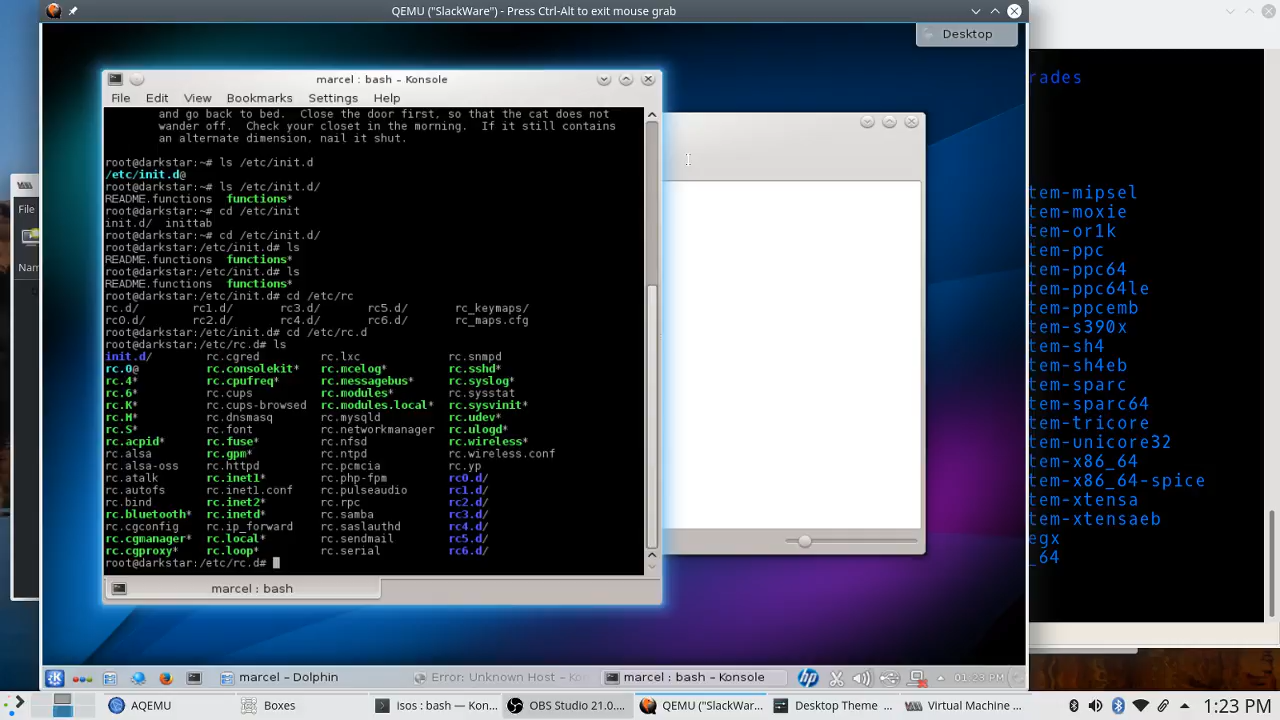 QEMU ("SlackWare") - Press Ctrl-Alt to exit mouse grab
Desktop
marcel : bash – Konsole
File Edit View Bookmarks Settings Help
and go back to bed.  Close the door first, so that the cat does not
wander off.  Check your closet in the morning.  If it still contains
an alternate dimension, nail it shut.
root@darkstar:~# ls /etc/init.d
/etc/init.d@
root@darkstar:~# ls /etc/init.d/
README.functions  functions*
root@darkstar:~# cd /etc/init
init.d/  inittab
root@darkstar:~# cd /etc/init.d/
root@darkstar:/etc/init.d# ls
README.functions  functions*
root@darkstar:/etc/init.d# ls
README.functions  functions*
root@darkstar:/etc/init.d# cd /etc/rc
rc.d/ rc1.d/ rc3.d/ rc5.d/ rc_keymaps/
rc0.d/ rc2.d/ rc4.d/ rc6.d/ rc_maps.cfg
root@darkstar:/etc/init.d# cd /etc/rc.d
root@darkstar:/etc/rc.d# ls
init.d/ rc.cgred rc.lxc rc.snmpd
rc.0@ rc.consolekit* rc.mcelog* rc.sshd*
rc.4* rc.cpufreq* rc.messagebus* rc.syslog*
rc.6* rc.cups rc.modules* rc.sysstat
rc.K* rc.cups-browsed rc.modules.local* rc.sysvinit*
rc.M* rc.dnsmasq rc.mysqld rc.udev*
rc.S* rc.font rc.networkmanager rc.ulogd*
rc.acpid* rc.fuse* rc.nfsd rc.wireless*
rc.alsa rc.gpm* rc.ntpd rc.wireless.conf
rc.alsa-oss rc.httpd rc.pcmcia rc.yp
rc.atalk rc.inet1* rc.php-fpm rc0.d/
rc.autofs rc.inet1.conf rc.pulseaudio rc1.d/
rc.bind rc.inet2* rc.rpc rc2.d/
rc.bluetooth* rc.inetd* rc.samba rc3.d/
rc.cgconfig rc.ip_forward rc.saslauthd rc4.d/
rc.cgmanager* rc.local* rc.sendmail rc5.d/
rc.cgproxy* rc.loop* rc.serial rc6.d/
root@darkstar:/etc/rc.d#
marcel : bash
File
Nam
rades
tem-mipsel
tem-moxie
tem-or1k
tem-ppc
tem-ppc64
tem-ppc64le
tem-ppcemb
tem-s390x
tem-sh4
tem-sh4eb
tem-sparc
tem-sparc64
tem-tricore
tem-unicore32
tem-x86_64
tem-x86_64-spice
tem-xtensa
tem-xtensaeb
egx
_64
marcel – Dolphin
Error: Unknown Host – Ko
marcel : bash – Konsole
hp
01:23 PM
AQEMU
Boxes
isos : bash — Kon...
OBS Studio 21.0....
QEMU ("SlackWar...
Desktop Theme ...
Virtual Machine ...
1:23 PM